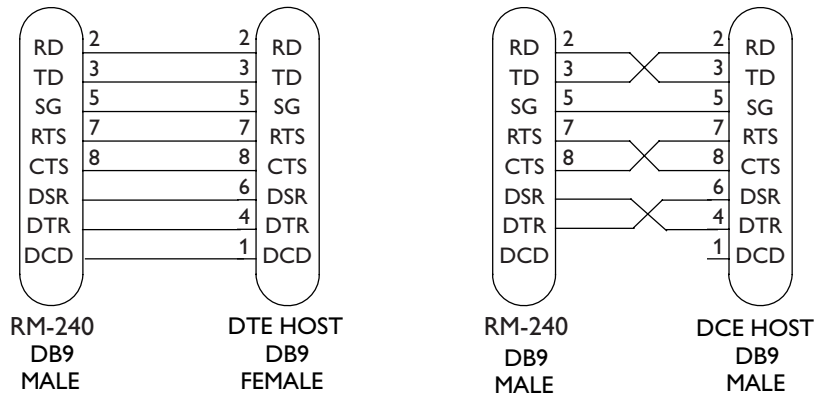 RD 2 2 RD
TD 3 3 TD
SG 5 5 SG
RTS 7 7 RTS
CTS 8 8 CTS
DSR 6 DSR
DTR 4 DTR
DCD 1 DCD
RM-240
DB9
MALE
DTE HOST
DB9
FEMALE
RD 2 2 RD
TD 3 3 TD
SG 5 5 SG
RTS 7 7 RTS
CTS 8 8 CTS
DSR 6 DSR
DTR 4 DTR
DCD 1 DCD
RM-240
DB9
MALE
DCE HOST
DB9
MALE